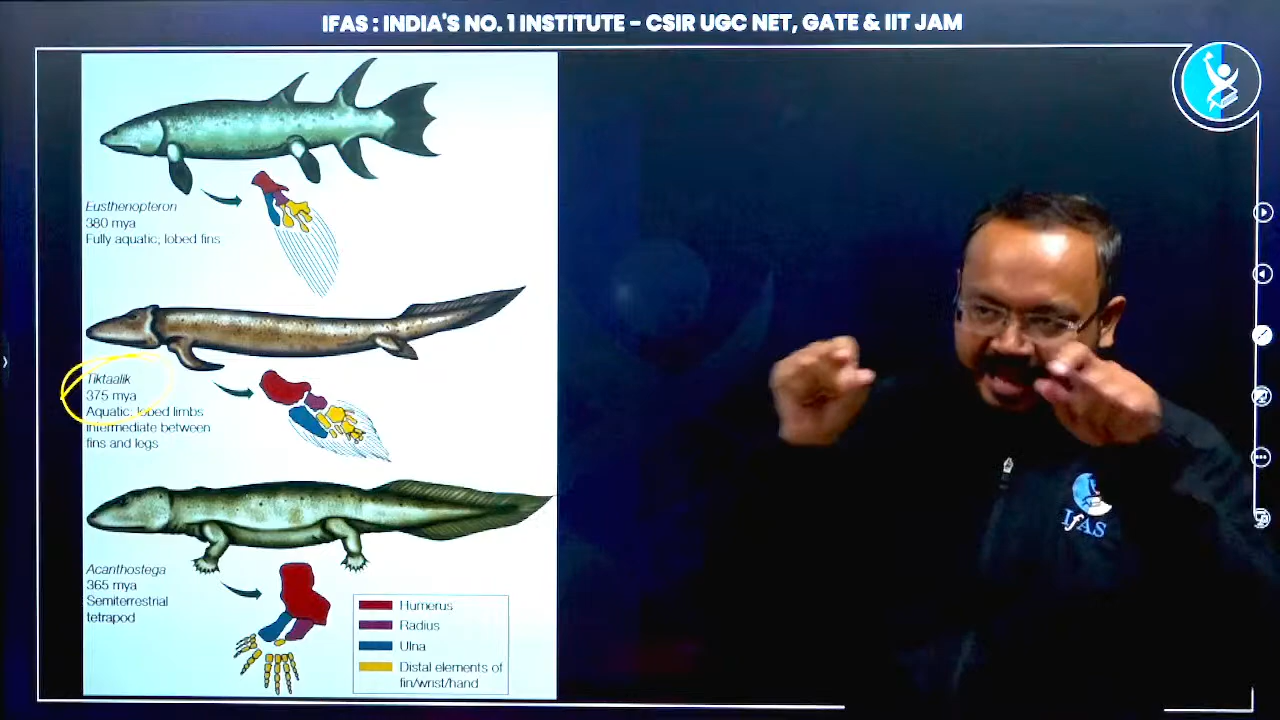 IFAS : INDIA'S NO. 1 INSTITUTE – CSIR UGC NET, GATE & IIT JAM
Eusthenopteron
380 mya
Fully aquatic; lobed fins
Tiktaalik
375 mya
Aquatic; lobed limbs
intermediate between
fins and legs
Acanthostega
365 mya
Semiterrestrial
tetrapod
Humerus
Radius
Ulna
Distal elements of
fin/wrist/hand
IfAS